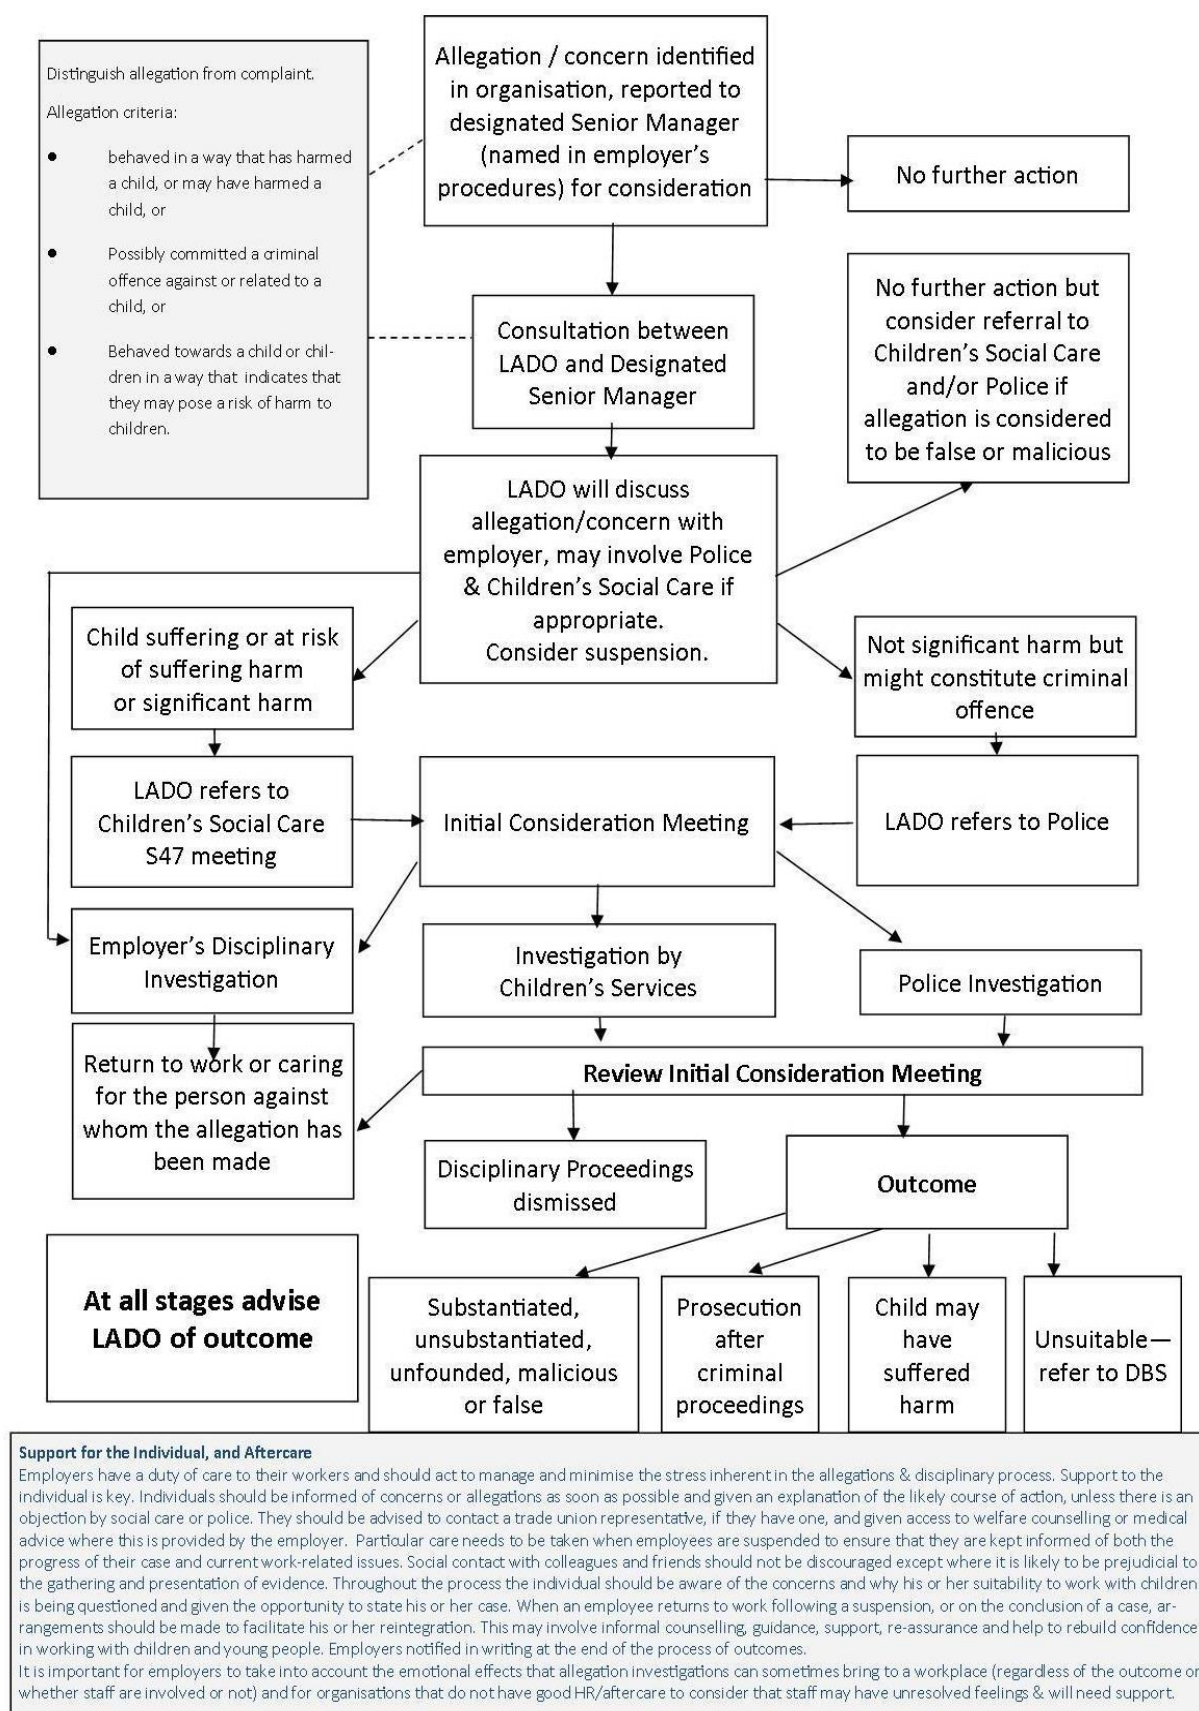 Distinguish allegation from complaint.
Allegation criteria:
● behaved in a way that has harmed
a child, or may have harmed a
child, or
● Possibly committed a criminal
offence against or related to a
child, or
● Behaved towards a child or chil-
dren in a way that indicates that
they may pose a risk of harm to
children.
Allegation / concern identified
in organisation, reported to
designated Senior Manager
(named in employer's
procedures) for consideration
No further action
Consultation between
LADO and Designated
Senior Manager
No further action but
consider referral to
Children's Social Care
and/or Police if
allegation is considered
to be false or malicious
LADO will discuss
allegation/concern with
employer, may involve Police
& Children's Social Care if
appropriate.
Consider suspension.
Child suffering or at risk
of suffering harm
or significant harm
Not significant harm but
might constitute criminal
offence
LADO refers to
Children's Social Care
S47 meeting
Initial Consideration Meeting
LADO refers to Police
Employer's Disciplinary
Investigation
Investigation by
Children's Services
Police Investigation
Return to work or caring
for the person against
whom the allegation has
been made
Review Initial Consideration Meeting
Disciplinary Proceedings
dismissed
Outcome
At all stages advise
LADO of outcome
Substantiated,
unsubstantiated,
unfounded, malicious
or false
Prosecution
after
criminal
proceedings
Child may
have
suffered
harm
Unsuitable—
refer to DBS
Support for the Individual, and Aftercare
Employers have a duty of care to their workers and should act to manage and minimise the stress inherent in the allegations & disciplinary process. Support to the
individual is key. Individuals should be informed of concerns or allegations as soon as possible and given an explanation of the likely course of action, unless there is an
objection by social care or police. They should be advised to contact a trade union representative, if they have one, and given access to welfare counselling or medical
advice where this is provided by the employer. Particular care needs to be taken when employees are suspended to ensure that they are kept informed of both the
progress of their case and current work-related issues. Social contact with colleagues and friends should not be discouraged except where it is likely to be prejudicial to
the gathering and presentation of evidence. Throughout the process the individual should be aware of the concerns and why his or her suitability to work with children
is being questioned and given the opportunity to state his or her case. When an employee returns to work following a suspension, or on the conclusion of a case, ar-
rangements should be made to facilitate his or her reintegration. This may involve informal counselling, guidance, support, re-assurance and help to rebuild confidence
in working with children and young people. Employers notified in writing at the end of the process of outcomes.
It is important for employers to take into account the emotional effects that allegation investigations can sometimes bring to a workplace (regardless of the outcome or
whether staff are involved or not) and for organisations that do not have good HR/aftercare to consider that staff may have unresolved feelings & will need support.